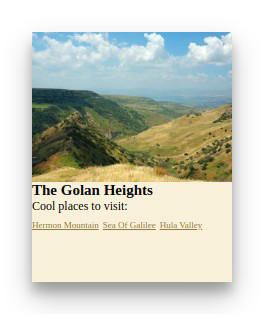 The Golan Heights
Cool places to visit:
Hermon Mountain Sea Of Galilee Hula Valley